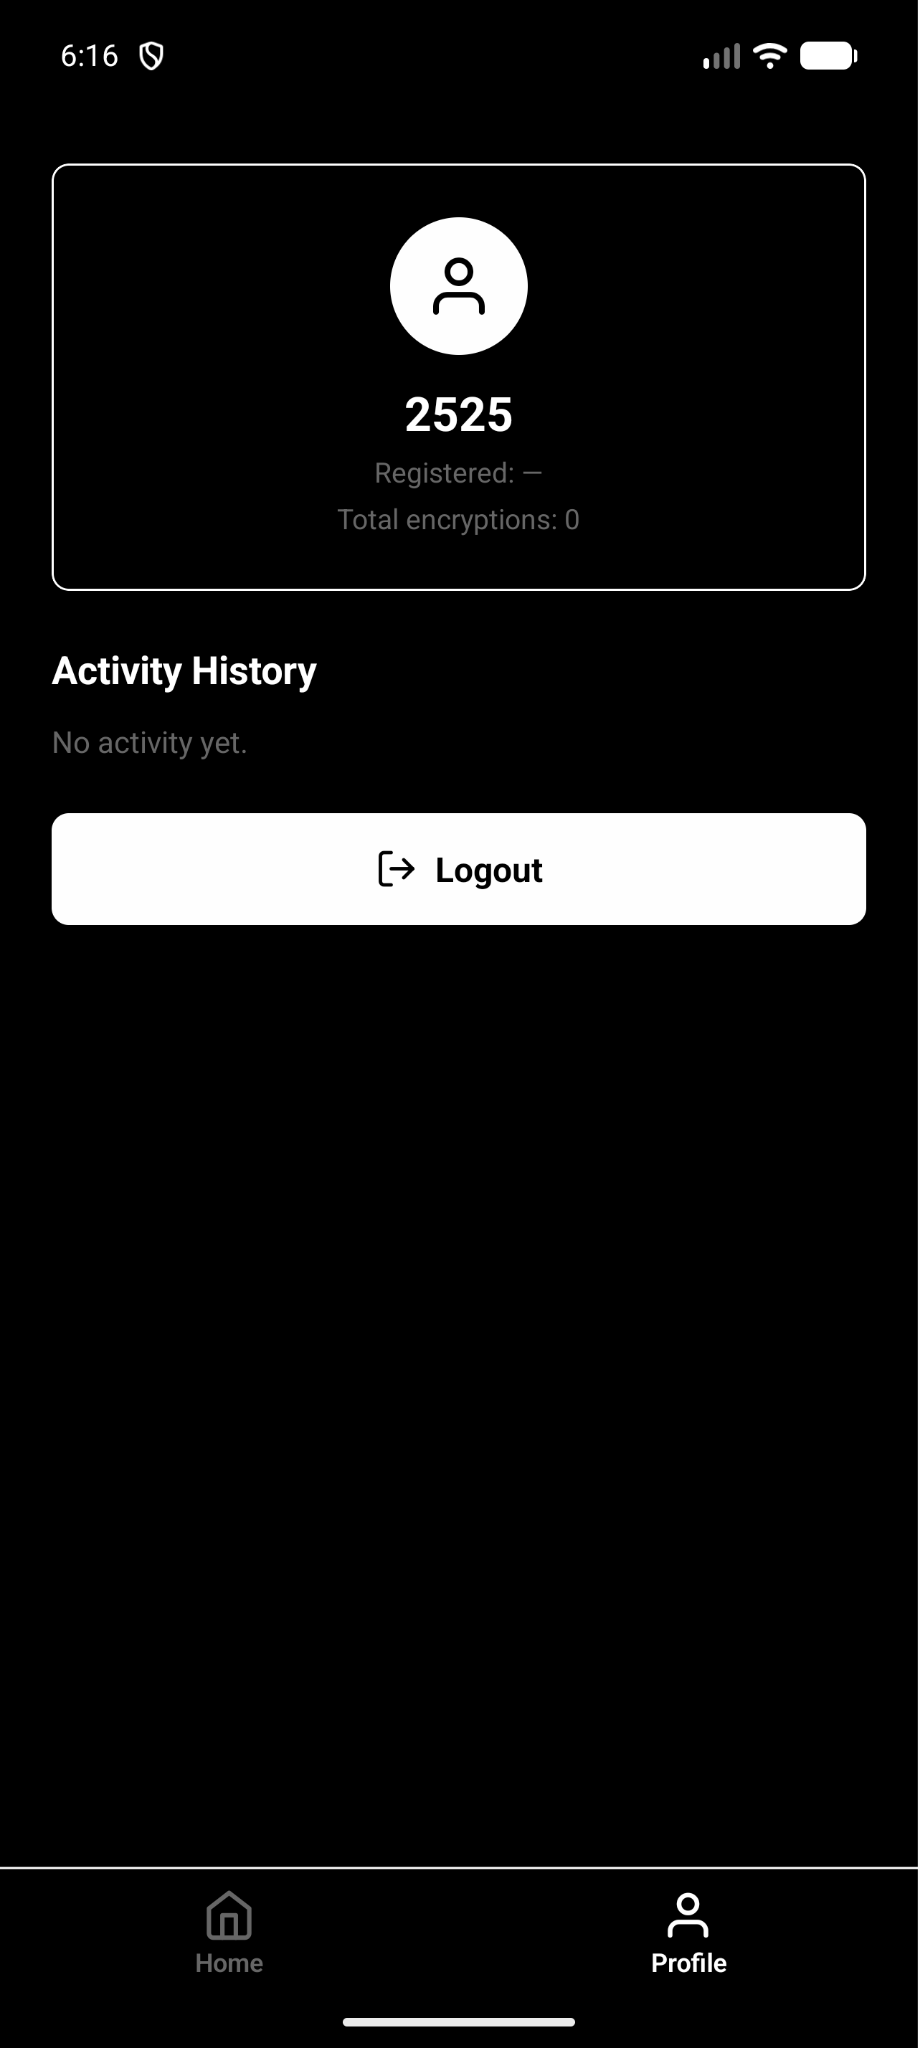 6:16
2525
Registered: —
Total encryptions: 0
Activity History
No activity yet.
Logout
Home
Profile